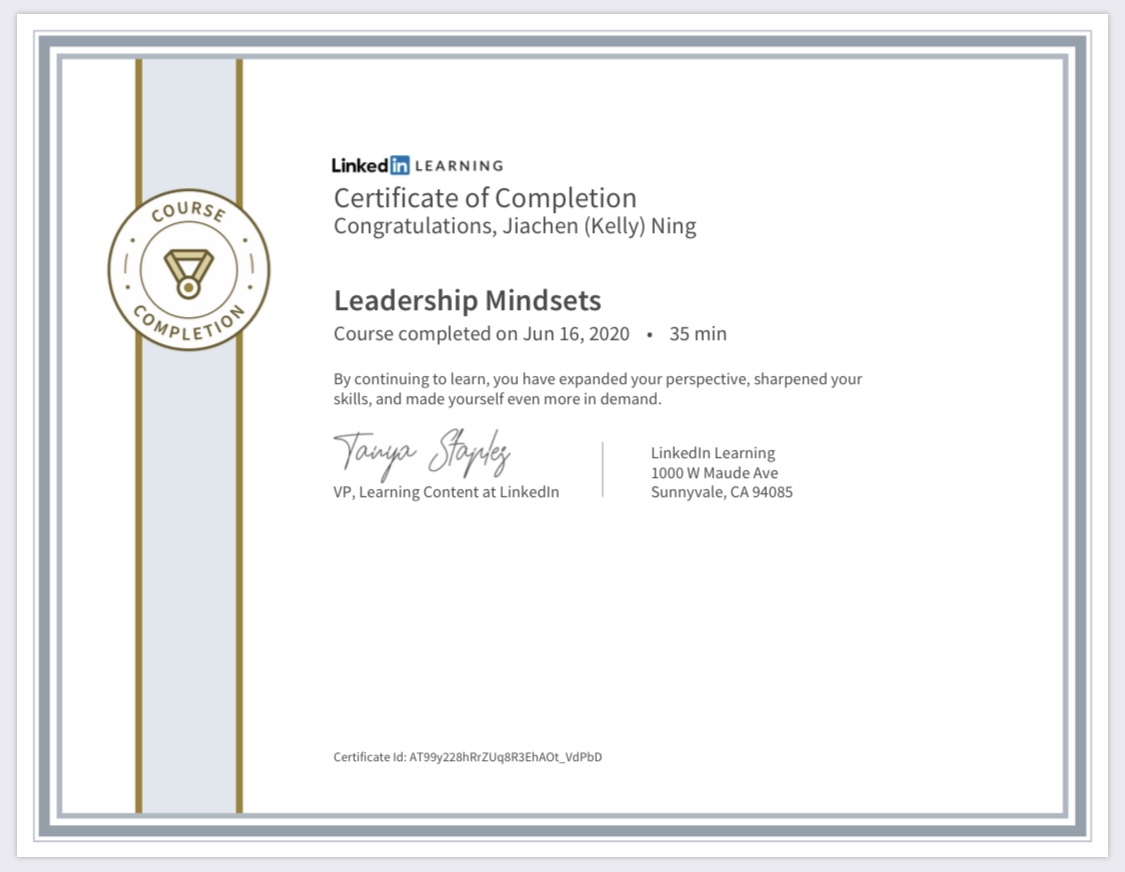 COURSE
COMPLETION
Linked in LEARNING
Certificate of Completion
Congratulations, Jiachen (Kelly) Ning
Leadership Mindsets
Course completed on Jun 16, 2020 • 35 min
By continuing to learn, you have expanded your perspective, sharpened your
skills, and made yourself even more in demand.
Tanya Staples
VP, Learning Content at LinkedIn
LinkedIn Learning
1000 W Maude Ave
Sunnyvale, CA 94085
Certificate Id: AT99y228hRrZUq8R3EhAOt_VdPbD